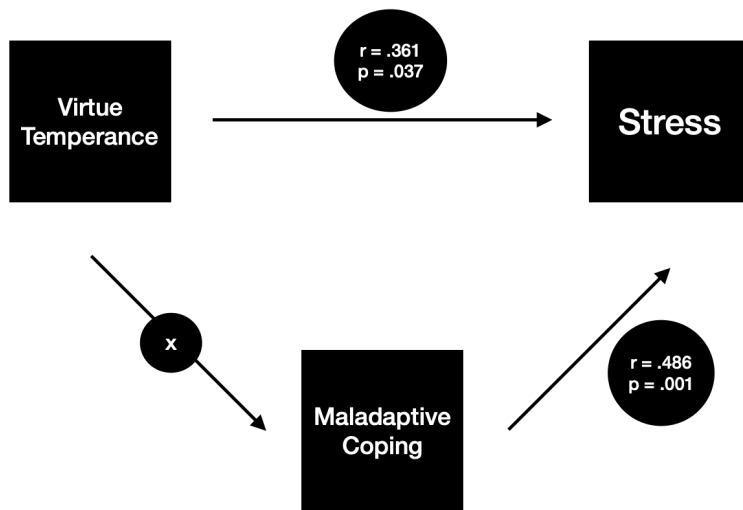 r = .361
p = .037
Virtue
Temperance
Stress
x
Maladaptive
Coping
r = .486
p = .001